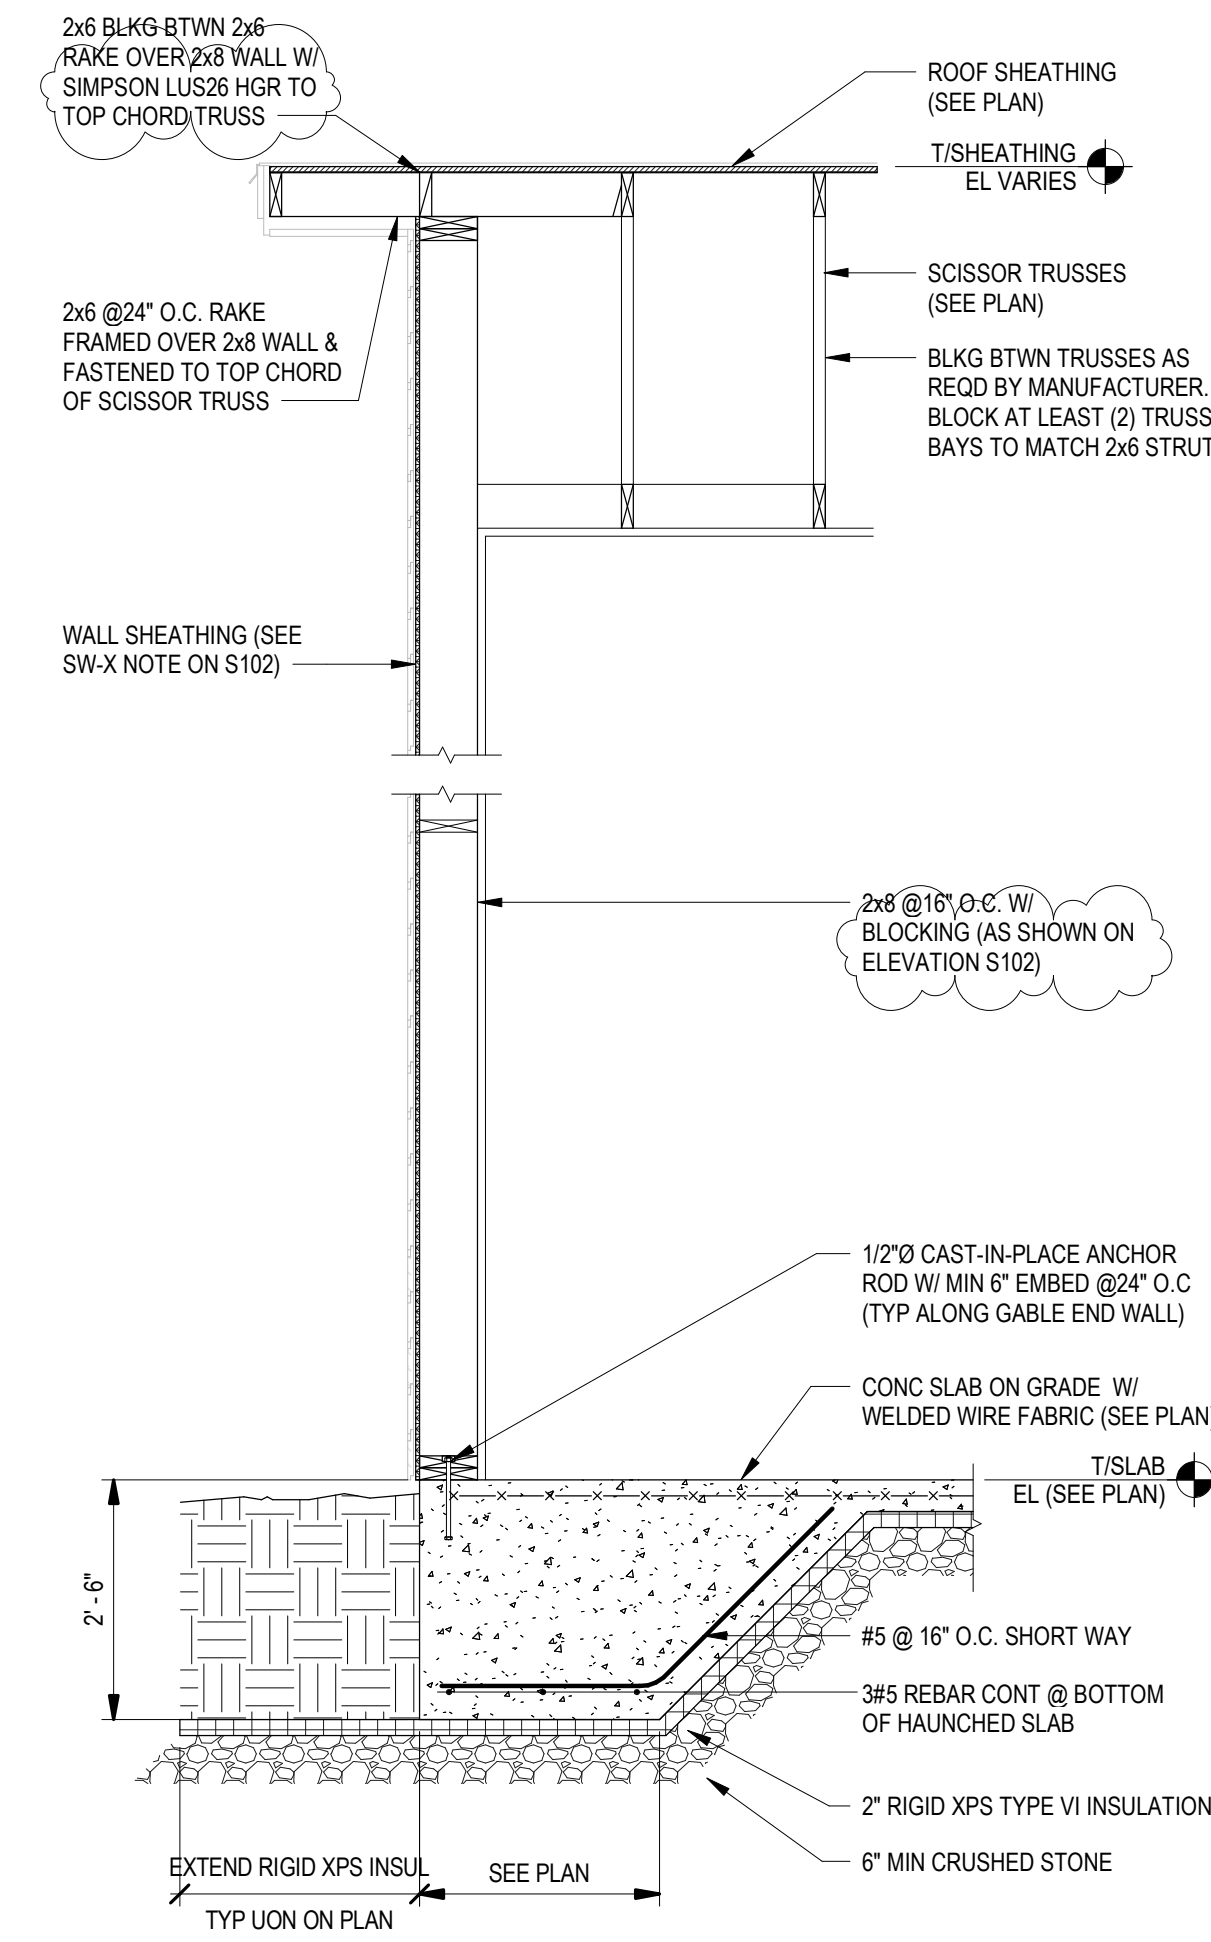 2x6 BLKG BTWN 2x6
RAKE OVER 2x8 WALL W/
SIMPSON LUS26 HGR TO
TOP CHORD TRUSS
ROOF SHEATHING
(SEE PLAN)
T/SHEATHING
EL VARIES
SCISSOR TRUSSES
(SEE PLAN)
2x6 @24" O.C. RAKE
FRAMED OVER 2x8 WALL &
FASTENED TO TOP CHORD
OF SCISSOR TRUSS
BLKG BTWN TRUSSES AS
REQD BY MANUFACTURER.
BLOCK AT LEAST (2) TRUSS
BAYS TO MATCH 2x6 STRUT
WALL SHEATHING (SEE
SW-X NOTE ON S102)
2x8 @16" O.C. W/
BLOCKING (AS SHOWN ON
ELEVATION S102)
1/2"Ø CAST-IN-PLACE ANCHOR
ROD W/ MIN 6" EMBED @24" O.C
(TYP ALONG GABLE END WALL)
CONC SLAB ON GRADE W/
WELDED WIRE FABRIC (SEE PLAN)
T/SLAB
EL (SEE PLAN)
2' - 6"
#5 @ 16" O.C. SHORT WAY
3#5 REBAR CONT @ BOTTOM
OF HAUNCHED SLAB
2" RIGID XPS TYPE VI INSULATION
6" MIN CRUSHED STONE
EXTEND RIGID XPS INSUL
TYP UON ON PLAN
SEE PLAN